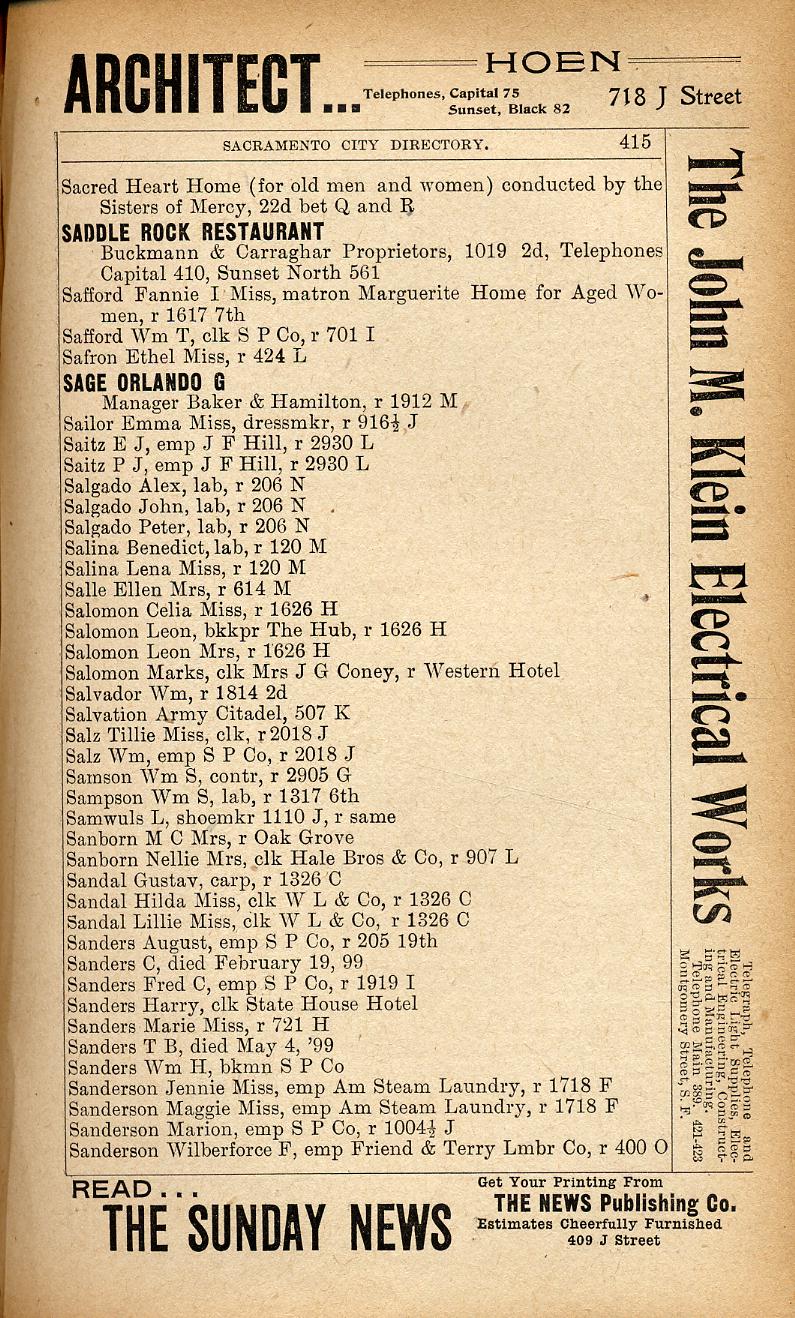 ARCHITECT...
HOEN
Telephones, Capital 75
Sunset, Black 82
718 J Street
SACRAMENTO CITY DIRECTORY. 415
Sacred Heart Home (for old men and women) conducted by the
Sisters of Mercy, 22d bet Q and R
SADDLE ROCK RESTAURANT
Buckmann & Carraghar Proprietors, 1019 2d, Telephones
Capital 410, Sunset North 561
Safford Fannie I Miss, matron Marguerite Home for Aged Wo-
men, r 1617 7th
Safford Wm T, clk S P Co, r 701 I
Safron Ethel Miss, r 424 L
SAGE ORLANDO G
Manager Baker & Hamilton, r 1912 M
Sailor Emma Miss, dressmkr, r 916½ J
Saitz E J, emp J F Hill, r 2930 L
Saitz P J, emp J F Hill, r 2930 L
Salgado Alex, lab, r 206 N
Salgado John, lab, r 206 N
Salgado Peter, lab, r 206 N
Salina Benedict, lab, r 120 M
Salina Lena Miss, r 120 M
Salle Ellen Mrs, r 614 M
Salomon Celia Miss, r 1626 H
Salomon Leon, bkkpr The Hub, r 1626 H
Salomon Leon Mrs, r 1626 H
Salomon Marks, clk Mrs J G Coney, r Western Hotel
Salvador Wm, r 1814 2d
Salvation Army Citadel, 507 K
Salz Tillie Miss, clk, r 2018 J
Salz Wm, emp S P Co, r 2018 J
Samson Wm S, contr, r 2905 G
Sampson Wm S, lab, r 1317 6th
Samwuls L, shoemkr 1110 J, r same
Sanborn M C Mrs, r Oak Grove
Sanborn Nellie Mrs, clk Hale Bros & Co, r 907 L
Sandal Gustav, carp, r 1326 C
Sandal Hilda Miss, clk W L & Co, r 1326 C
Sandal Lillie Miss, clk W L & Co, r 1326 C
Sanders August, emp S P Co, r 205 19th
Sanders C, died February 19, 99
Sanders Fred C, emp S P Co, r 1919 I
Sanders Harry, clk State House Hotel
Sanders Marie Miss, r 721 H
Sanders T B, died May 4, '99
Sanders Wm H, bkmn S P Co
Sanderson Jennie Miss, emp Am Steam Laundry, r 1718 F
Sanderson Maggie Miss, emp Am Steam Laundry, r 1718 F
Sanderson Marion, emp S P Co, r 1004½ J
Sanderson Wilberforce F, emp Friend & Terry Lmbr Co, r 400 O
The John M. Klein Electrical Works
Telegraph, Telephone and
Electric Light Supplies, Elec-
trical Engineering, Construct-
ing and Manufacturing.
Telephone Main 389, 421-423
Montgomery Street, S. F.
READ...
THE SUNDAY NEWS
Get Your Printing From
THE NEWS Publishing Co.
Estimates Cheerfully Furnished
409 J Street